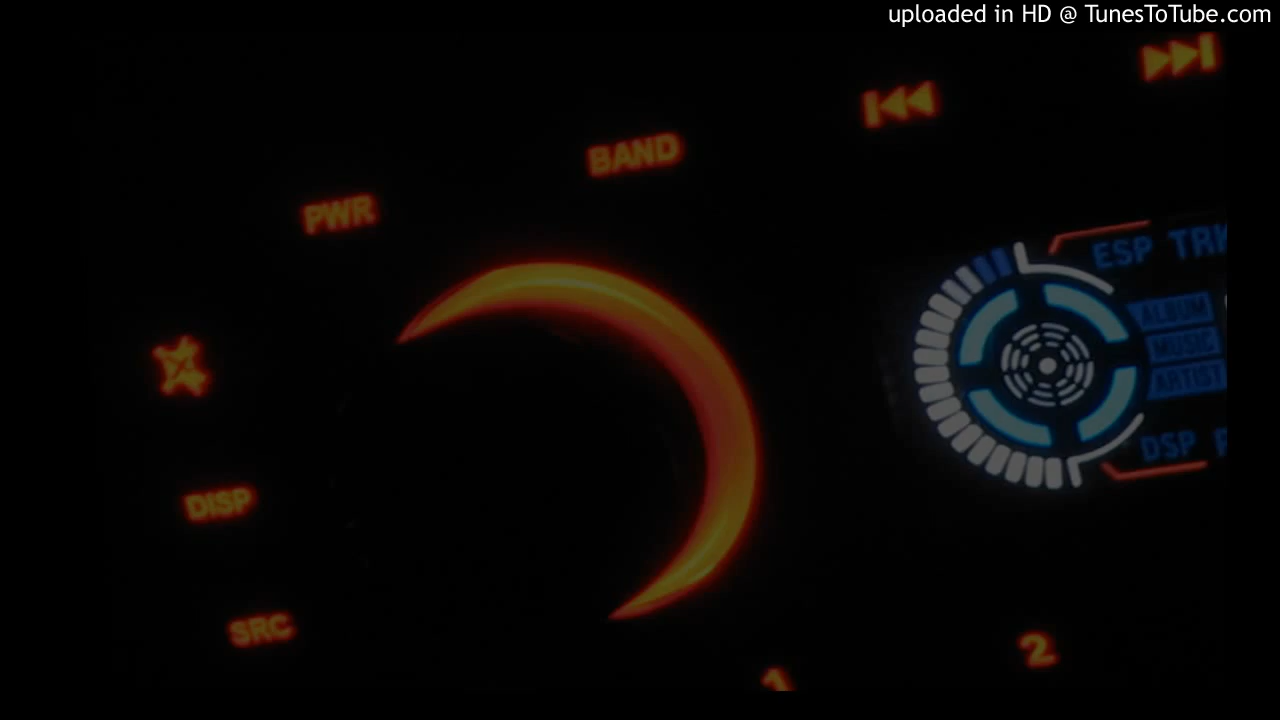 uploaded in HD @ TunesToTube.com
BAND
PWR
ESP TRK
ALBUM
MUSIC
ARTIST
DISP
DSP
SRC
2
1